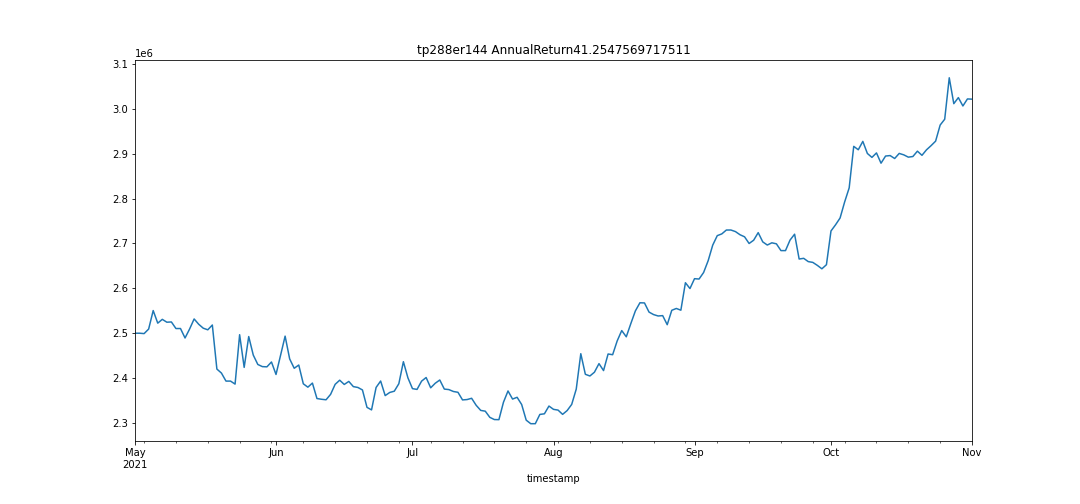 tp288er144 AnnualReturn41.2547569717511
1e6
3.1
3.0
2.9
2.8
2.7
2.6
2.5
2.4
2.3
May Jun Jul Aug Sep Oct Nov
2021
timestamp